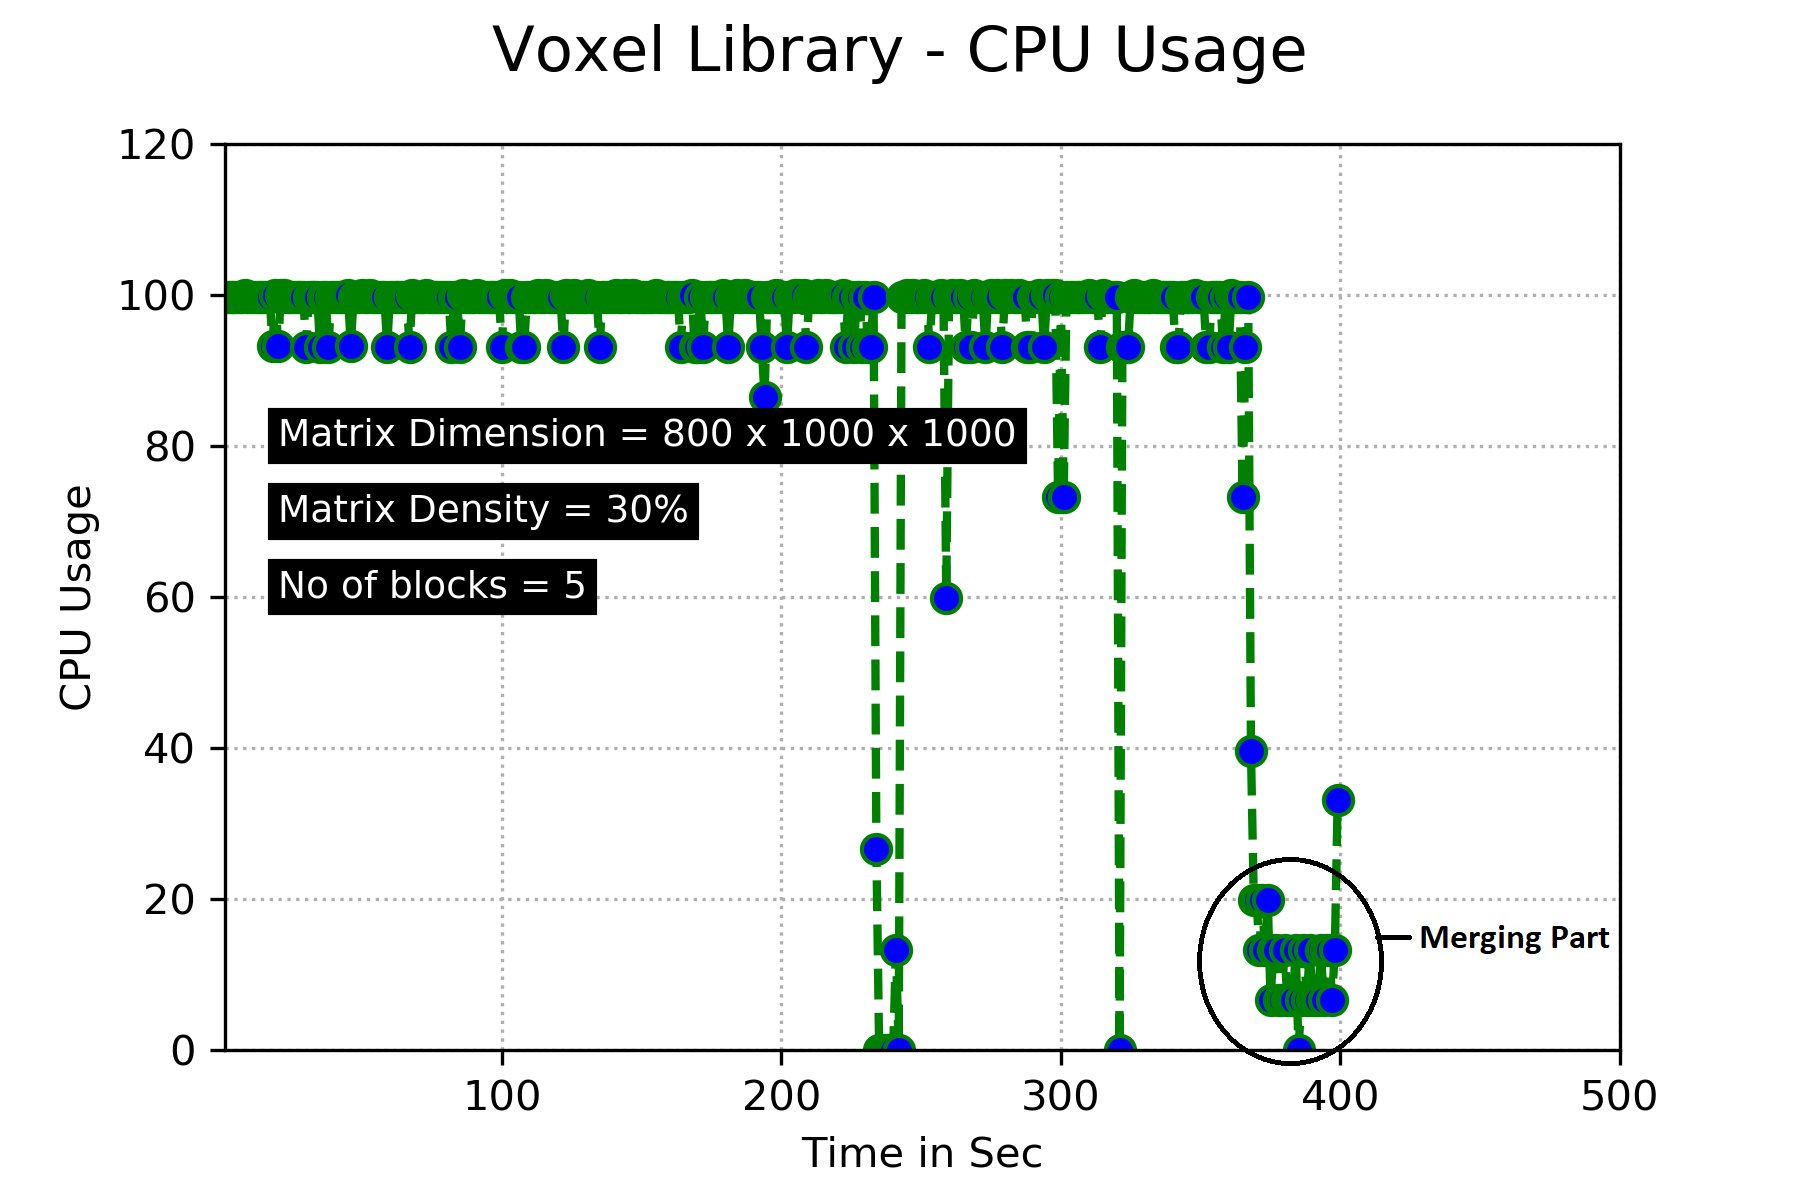 Voxel Library - CPU Usage
120
100
80
60
40
20
0
CPU Usage
Matrix Dimension = 800 x 1000 x 1000
Matrix Density = 30%
No of blocks = 5
Merging Part
100 200 300 400 500
Time in Sec